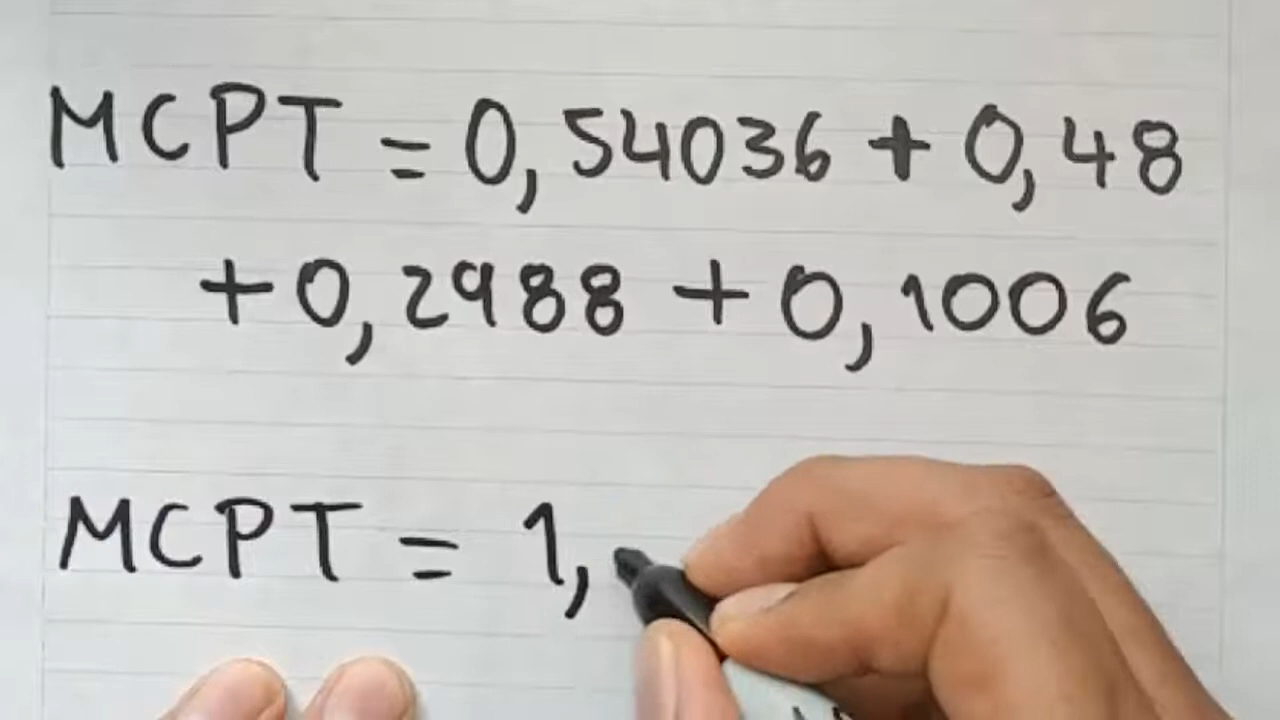 MCPT = 0,54036 + 0,48
+ 0,2988 + 0,1006
MCPT = 1,